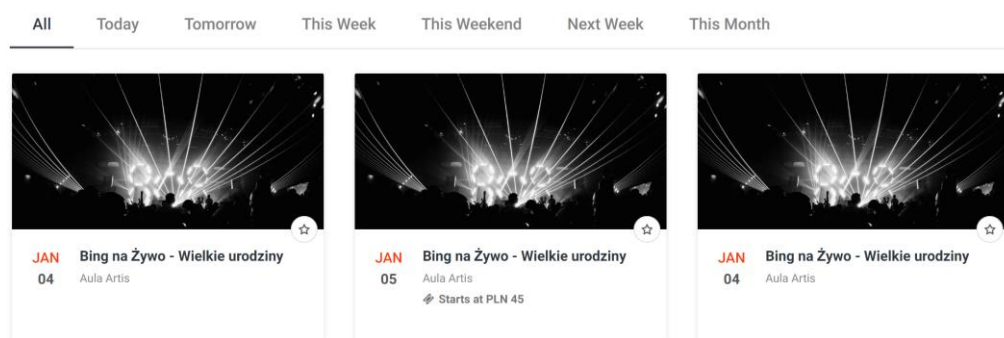 All Today Tomorrow This Week This Weekend Next Week This Month
JAN
04
Bing na Żywo - Wielkie urodziny
Aula Artis
JAN
05
Bing na Żywo - Wielkie urodziny
Aula Artis
Starts at PLN 45
JAN
04
Bing na Żywo - Wielkie urodziny
Aula Artis